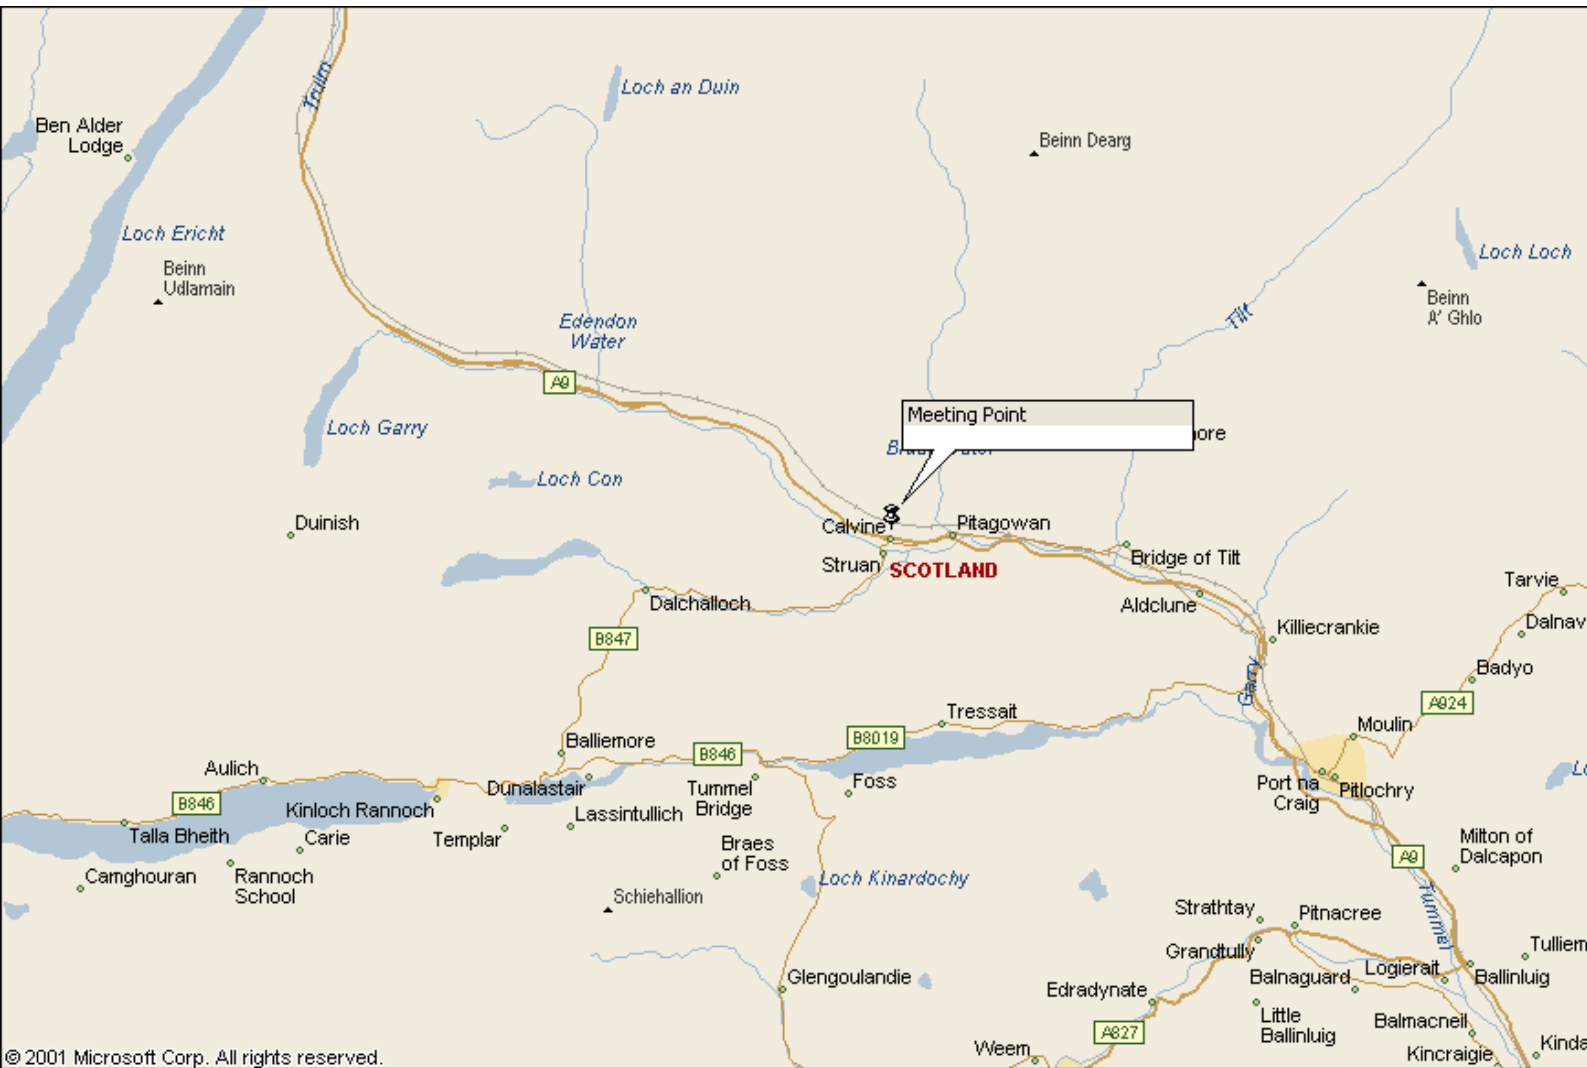 Truim
Loch an Duin
Ben Alder
Lodge
Beinn Dearg
Loch Ericht
Beinn
Udlamain
Loch Loch
Beinn
A' Ghlo
Tilt
Edendon
Water
A9
Meeting Point
Loch Garry
Loch Con
Duinish
Calvine
Pitagowan
Struan
SCOTLAND
Bridge of Tilt
Aldclune
Tarvie
Dalchalloch
Dalnav
B847
Killiecrankie
Badyo
Garry
A924
Tressait
Moulin
Balliemore
B846
B8019
Aulich
Dunalastair
Tummel
Bridge
Foss
Port na
Craig
Pitlochry
B846
Kinloch Rannoch
Lassintullich
Talla Bheith
Carie
Templar
Braes
of Foss
Milton of
Dalcapon
A9
Camghouran
Rannoch
School
Schiehallion
Loch Kinardochy
Tummel
Strathtay
Pitnacree
Grandtully
Tulliem
Glengoulandie
Balnaguard
Logierait
Ballinluig
Edradynate
Little
Ballinluig
A827
Balmacneil
Weem
Kincraigie
Kinda
© 2001 Microsoft Corp. All rights reserved.